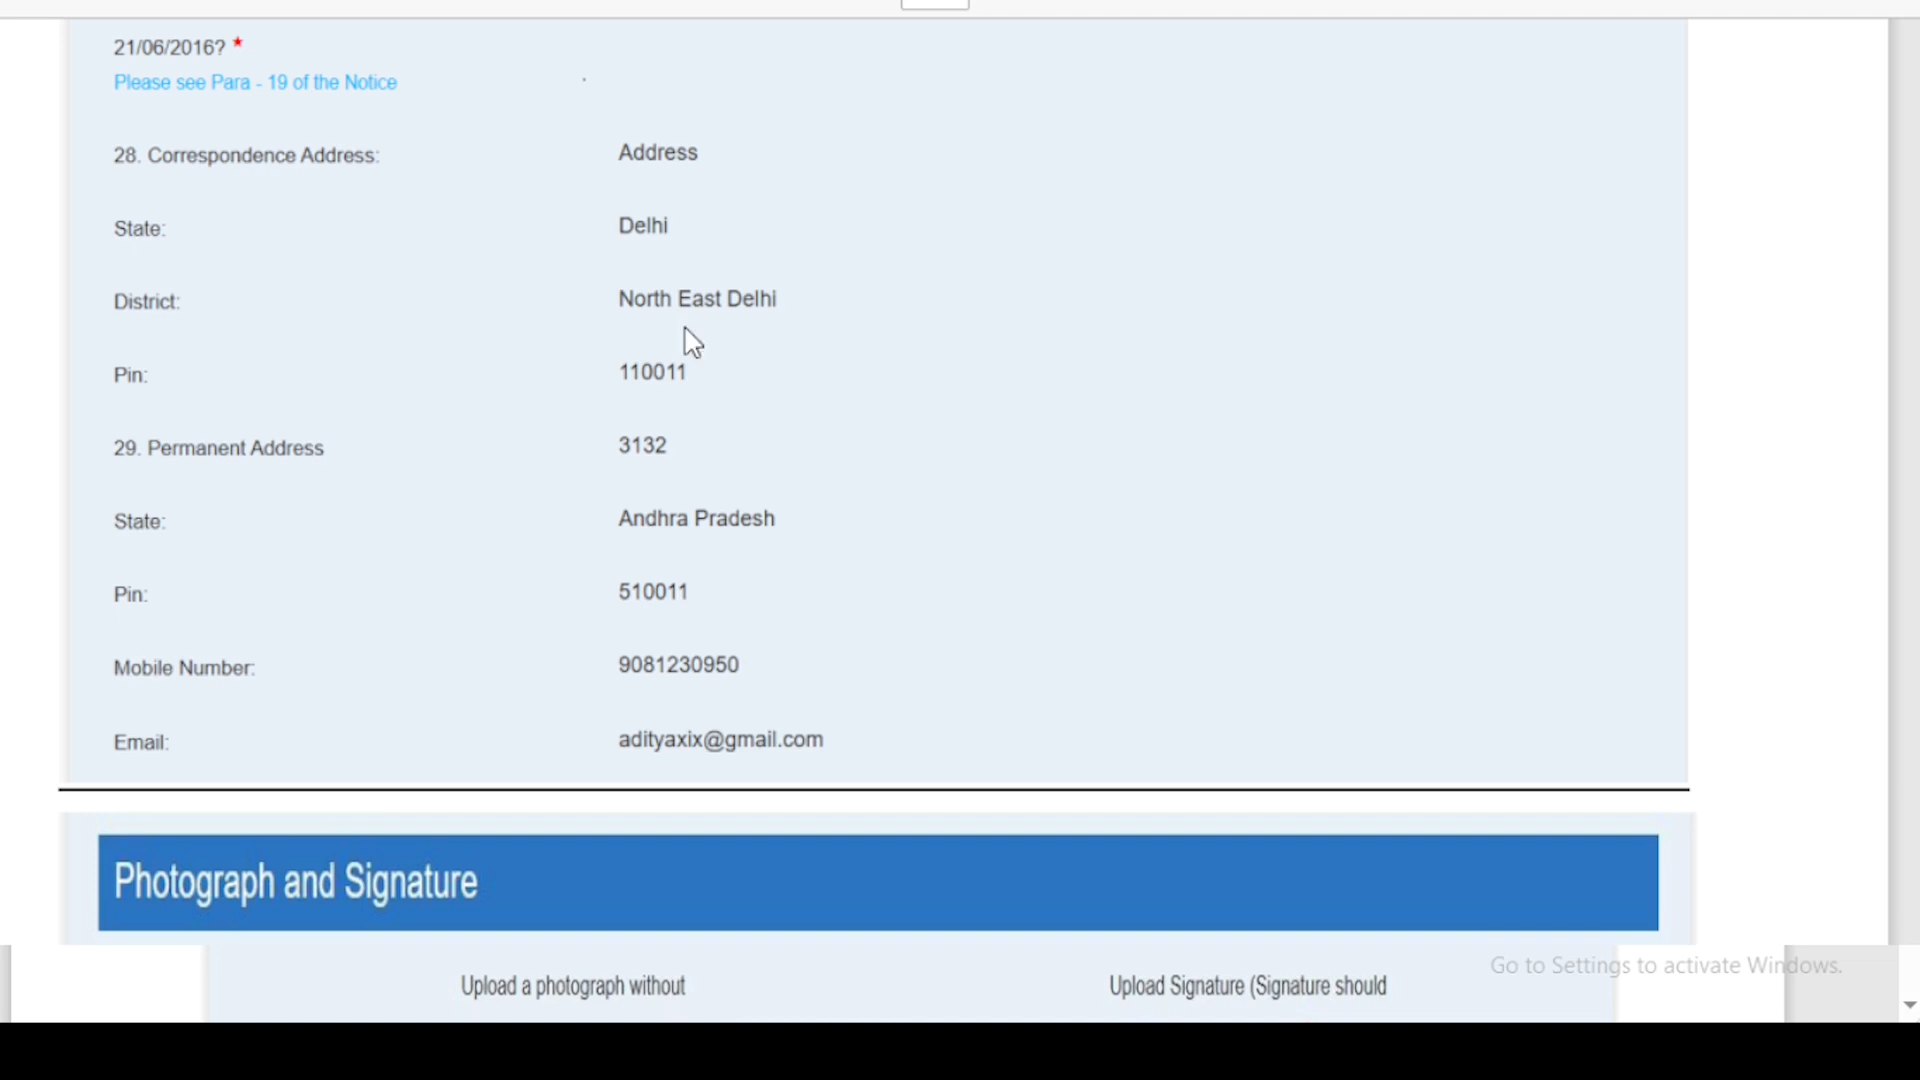 21/06/2016? *
Please see Para - 19 of the Notice
28. Correspondence Address: Address
State: Delhi
District: North East Delhi
Pin: 110011
29. Permanent Address 3132
State: Andhra Pradesh
Pin: 510011
Mobile Number: 9081230950
Email: adityaxix@gmail.com
Photograph and Signature
Upload a photograph without Upload Signature (Signature should
Go to Settings to activate Windows.